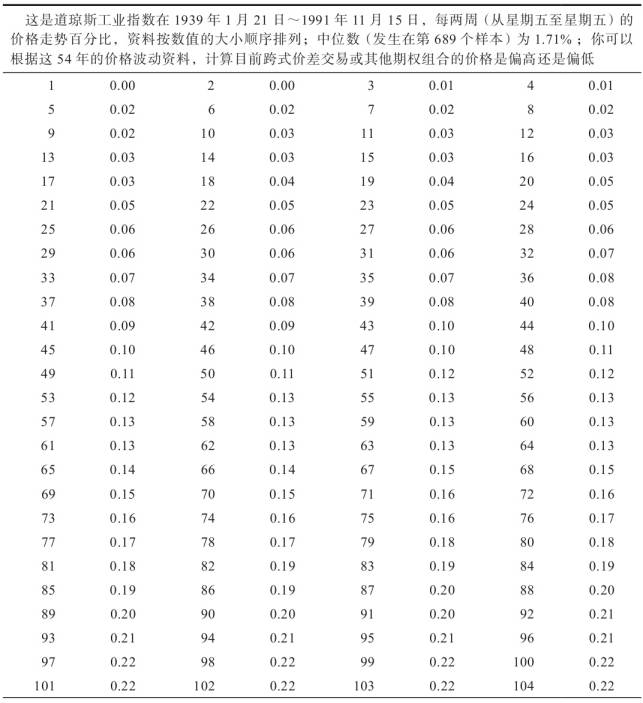 这是道琼斯工业指数在 1939 年 1 月 21 日～1991 年 11 月 15 日，每两周（从星期五至星期五）的
价格走势百分比，资料按数值的大小顺序排列；中位数（发生在第 689 个样本）为 1.71%；你可以
根据这 54 年的价格波动资料，计算目前跨式价差交易或其他期权组合的价格是偏高还是偏低
1 0.00 2 0.00 3 0.01 4 0.01
5 0.02 6 0.02 7 0.02 8 0.02
9 0.02 10 0.03 11 0.03 12 0.03
13 0.03 14 0.03 15 0.03 16 0.03
17 0.03 18 0.04 19 0.04 20 0.05
21 0.05 22 0.05 23 0.05 24 0.05
25 0.06 26 0.06 27 0.06 28 0.06
29 0.06 30 0.06 31 0.06 32 0.07
33 0.07 34 0.07 35 0.07 36 0.08
37 0.08 38 0.08 39 0.08 40 0.08
41 0.09 42 0.09 43 0.10 44 0.10
45 0.10 46 0.10 47 0.10 48 0.11
49 0.11 50 0.11 51 0.12 52 0.12
53 0.12 54 0.13 55 0.13 56 0.13
57 0.13 58 0.13 59 0.13 60 0.13
61 0.13 62 0.13 63 0.13 64 0.13
65 0.14 66 0.14 67 0.15 68 0.15
69 0.15 70 0.15 71 0.16 72 0.16
73 0.16 74 0.16 75 0.16 76 0.17
77 0.17 78 0.17 79 0.18 80 0.18
81 0.18 82 0.19 83 0.19 84 0.19
85 0.19 86 0.19 87 0.20 88 0.20
89 0.20 90 0.20 91 0.20 92 0.21
93 0.21 94 0.21 95 0.21 96 0.21
97 0.22 98 0.22 99 0.22 100 0.22
101 0.22 102 0.22 103 0.22 104 0.22